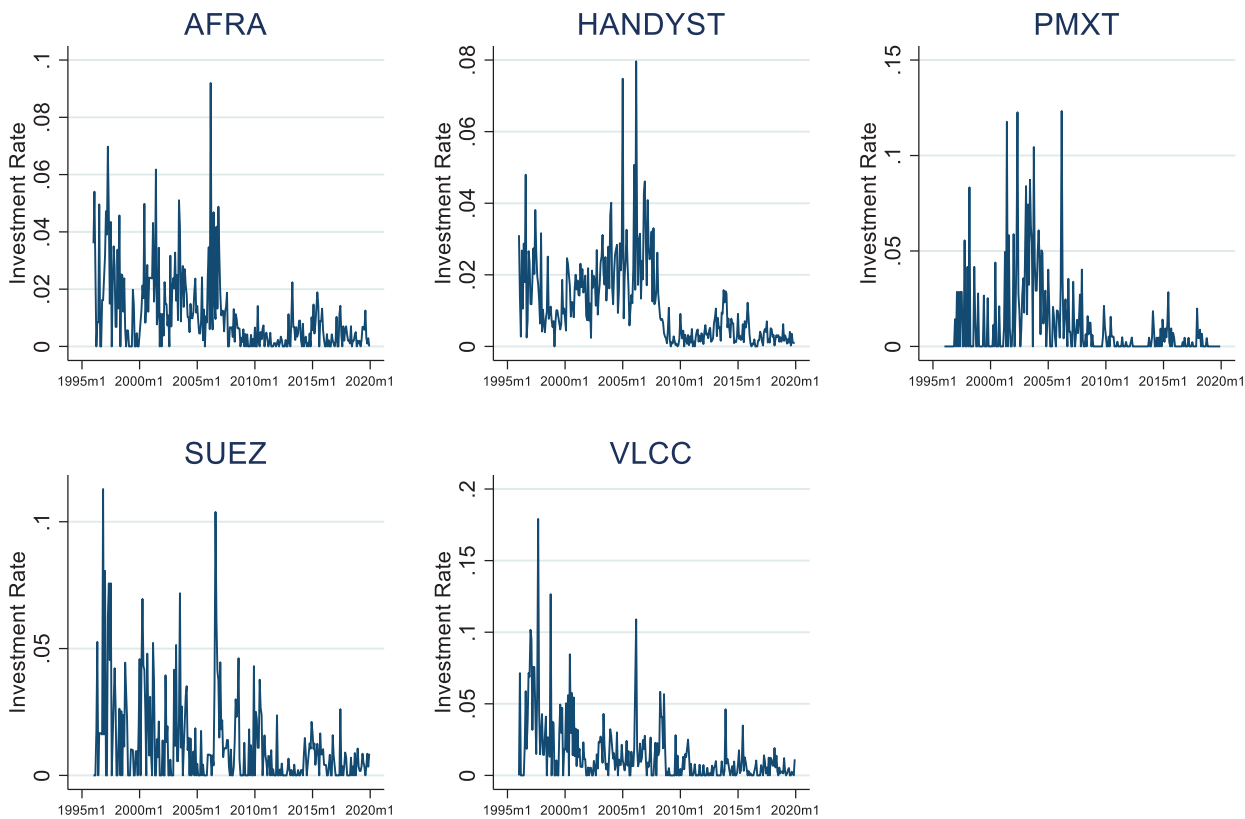 AFRA
Investment Rate
0 .02 .04 .06 .08 .1
1995m1 2000m1 2005m1 2010m1 2015m1 2020m1
HANDYST
Investment Rate
0 .02 .04 .06 .08
1995m1 2000m1 2005m1 2010m1 2015m1 2020m1
PMXT
Investment Rate
0 .05 .1 .15
1995m1 2000m1 2005m1 2010m1 2015m1 2020m1
SUEZ
Investment Rate
0 .05 .1
1995m1 2000m1 2005m1 2010m1 2015m1 2020m1
VLCC
Investment Rate
0 .05 .1 .15 .2
1995m1 2000m1 2005m1 2010m1 2015m1 2020m1